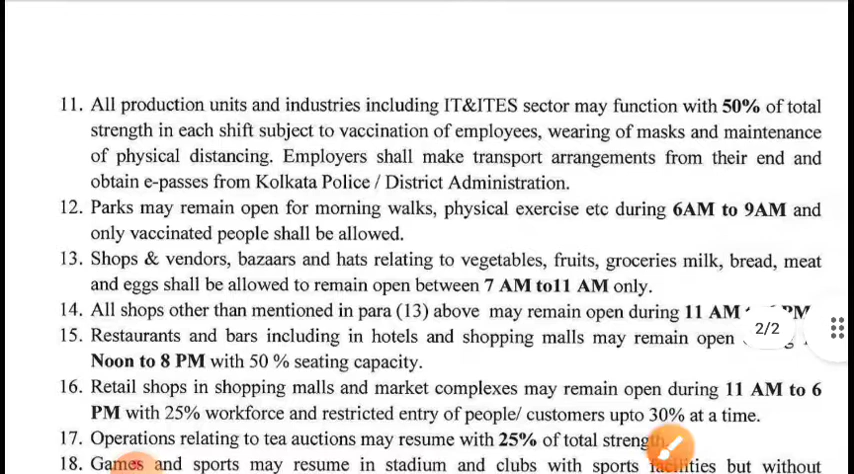 11. All production units and industries including IT&ITES sector may function with 50% of total
strength in each shift subject to vaccination of employees, wearing of masks and maintenance
of physical distancing. Employers shall make transport arrangements from their end and
obtain e-passes from Kolkata Police / District Administration.
12. Parks may remain open for morning walks, physical exercise etc during 6AM to 9AM and
only vaccinated people shall be allowed.
13. Shops & vendors, bazaars and hats relating to vegetables, fruits, groceries milk, bread, meat
and eggs shall be allowed to remain open between 7 AM to11 AM only.
14. All shops other than mentioned in para (13) above may remain open during 11 AM PM
2/2
15. Restaurants and bars including in hotels and shopping malls may remain open
Noon to 8 PM with 50 % seating capacity.
16. Retail shops in shopping malls and market complexes may remain open during 11 AM to 6
PM with 25% workforce and restricted entry of people/ customers upto 30% at a time.
17. Operations relating to tea auctions may resume with 25% of total strength
18. Games and sports may resume in stadium and clubs with sports facilities but without